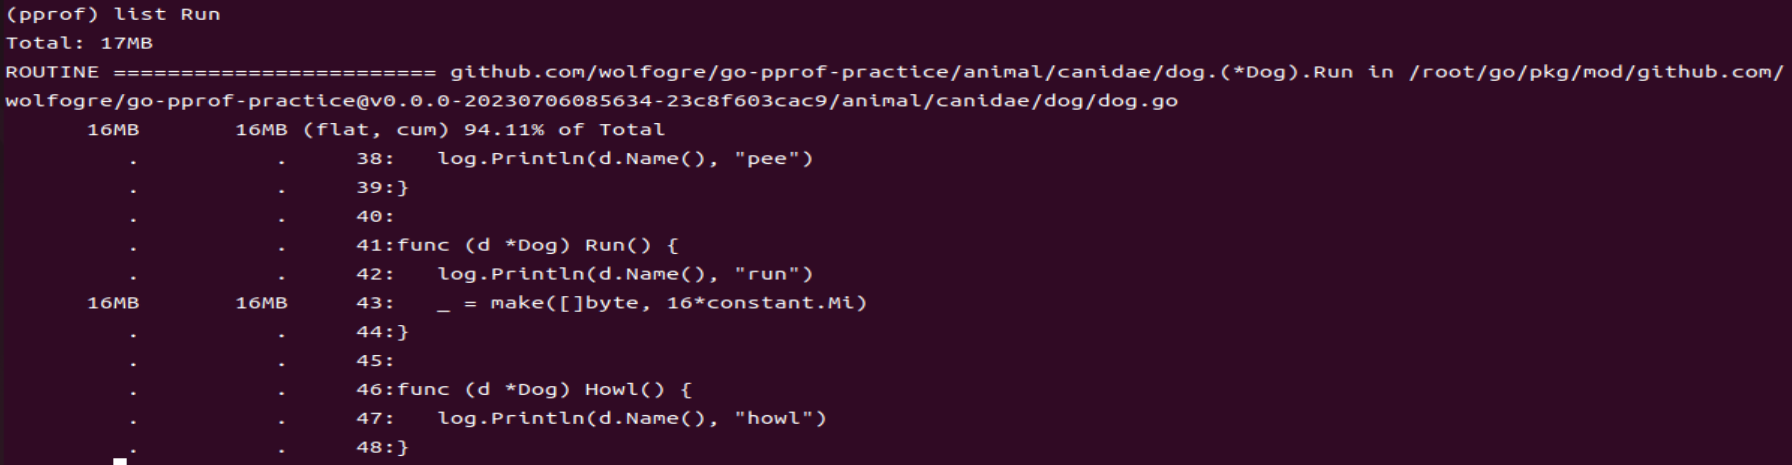 (pprof) list Run
Total: 17MB
ROUTINE ======================== github.com/wolfogre/go-pprof-practice/animal/canidae/dog.(*Dog).Run in /root/go/pkg/mod/github.com/
wolfogre/go-pprof-practice@v0.0.0-20230706085634-23c8f603cac9/animal/canidae/dog/dog.go
      16MB       16MB (flat, cum) 94.11% of Total
         .          .     38:   log.Println(d.Name(), "pee")
         .          .     39:}
         .          .     40:
         .          .     41:func (d *Dog) Run() {
         .          .     42:   log.Println(d.Name(), "run")
      16MB       16MB     43:   _ = make([]byte, 16*constant.Mi)
         .          .     44:}
         .          .     45:
         .          .     46:func (d *Dog) Howl() {
         .          .     47:   log.Println(d.Name(), "howl")
         .          .     48:}